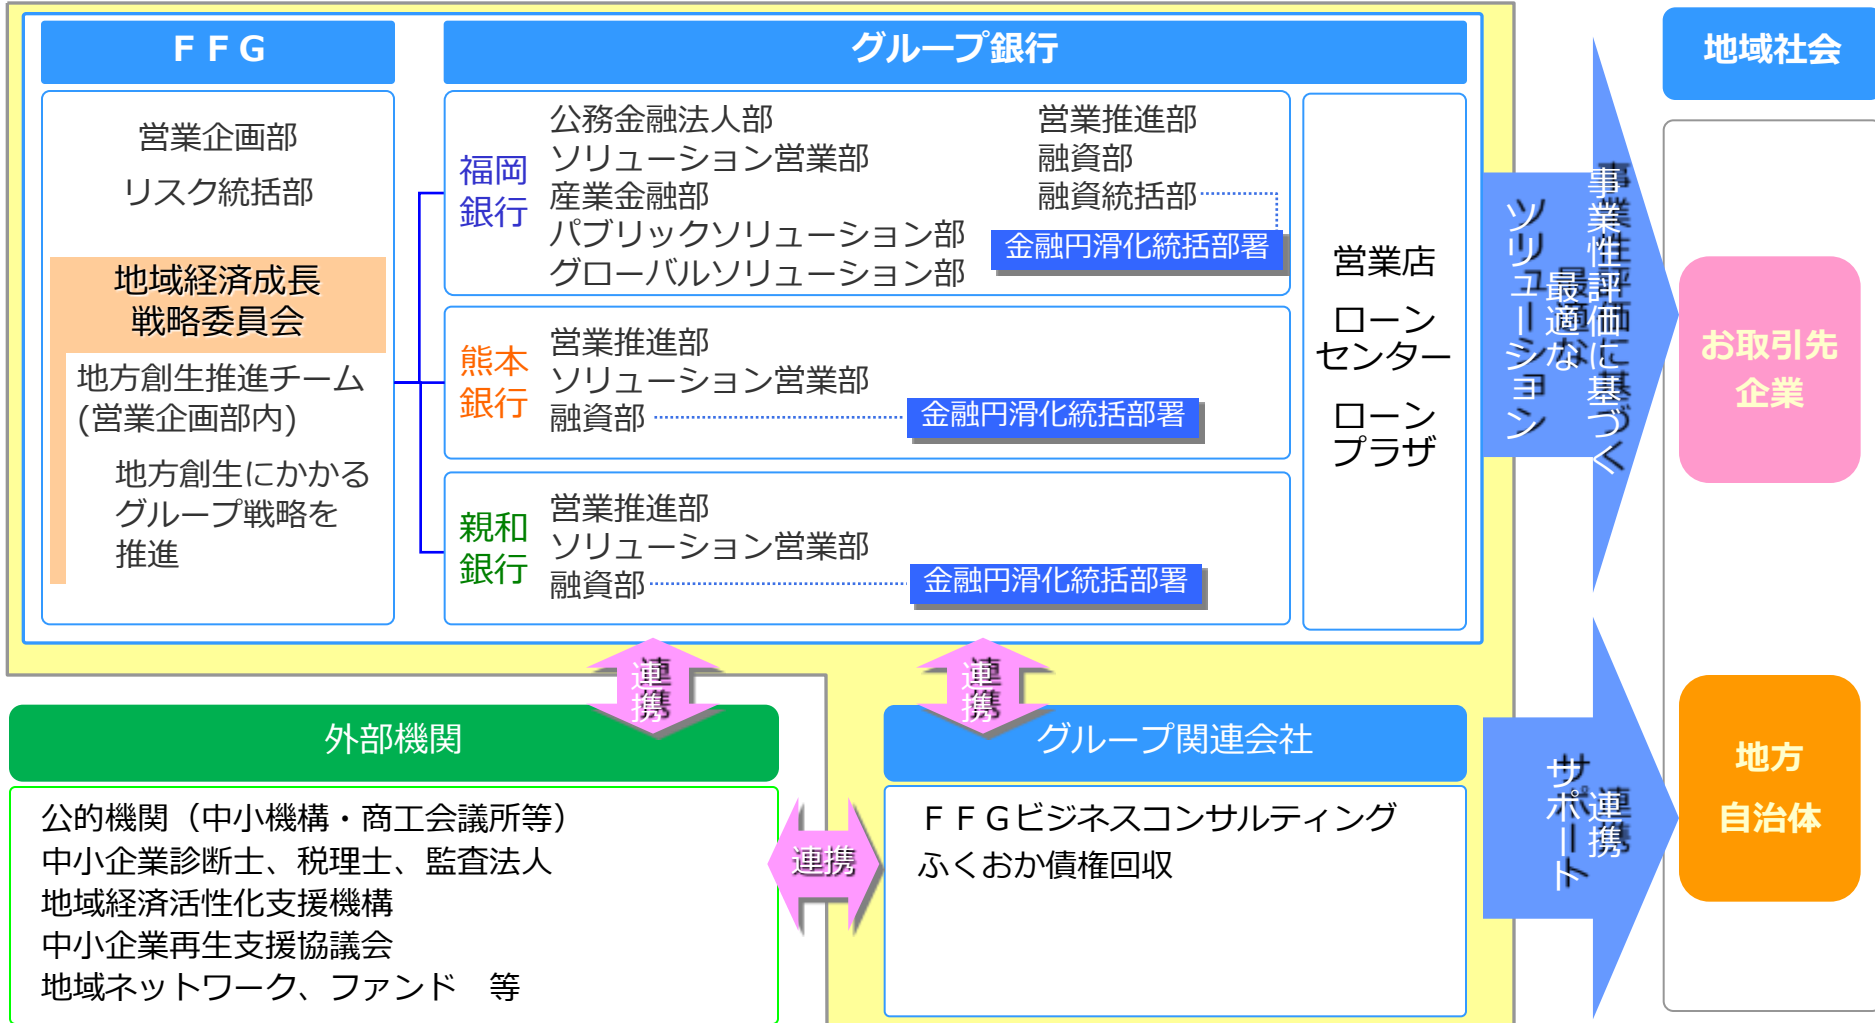 ＦＦＧ
営業企画部
リスク統括部
地域経済成長
戦略委員会
地方創生推進チーム
(営業企画部内)
地方創生にかかる
グループ戦略を
推進
グループ銀行
福岡
銀行
公務金融法人部
ソリューション営業部
産業金融部
パブリックソリューション部
グローバルソリューション部
営業推進部
融資部
融資統括部
金融円滑化統括部署
熊本
銀行
営業推進部
ソリューション営業部
融資部
金融円滑化統括部署
親和
銀行
営業推進部
ソリューション営業部
融資部
金融円滑化統括部署
営業店
ローン
センター
ローン
プラザ
事業性評価に基づく
最適な
ソリューション
地域社会
お取引先
企業
地方
自治体
連携
サポート
連携
連携
外部機関
公的機関（中小機構・商工会議所等）
中小企業診断士、税理士、監査法人
地域経済活性化支援機構
中小企業再生支援協議会
地域ネットワーク、ファンド　等
連携
グループ関連会社
ＦＦＧビジネスコンサルティング
ふくおか債権回収